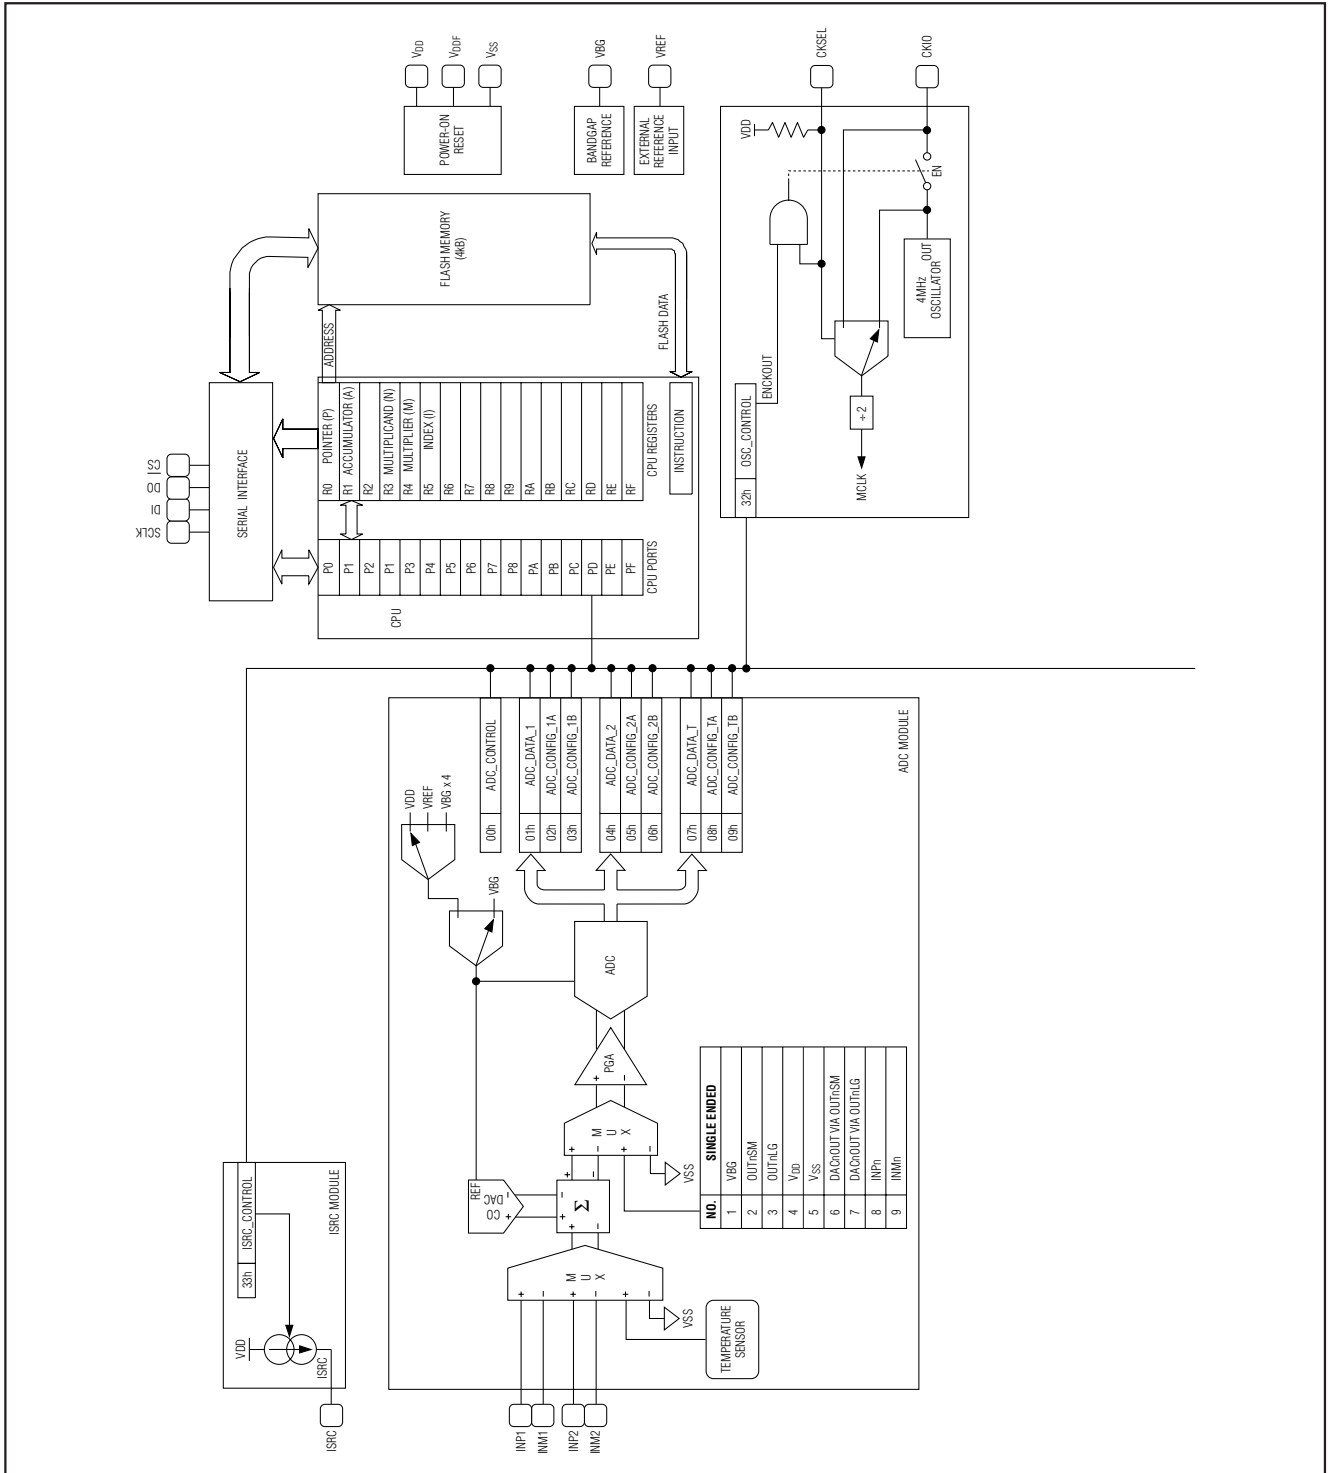 VDD
VDDF
VSS
POWER-ON
RESET
VBG
BANDGAP
REFERENCE
VREF
EXTERNAL
REFERENCE
INPUT
CKSEL
CKIO
VDD
EN
4MHz
OSCILLATOR
OUT
ENCKOUT
32h
OSC_CONTROL
÷ 2
MCLK
FLASH MEMORY
(4kB)
ADDRESS
FLASH DATA
SERIAL INTERFACE
CS
DO
DI
SCLK
R0 POINTER (P)
R1 ACCUMULATOR (A)
R2
R3 MULTIPLICAND (N)
R4 MULTIPLIER (M)
R5 INDEX (I)
R6
R7
R8
R9
RA
RB
RC
RD
RE
RF
CPU REGISTERS
INSTRUCTION
P0
P1
P2
P1
P3
P4
P5
P6
P7
P8
PA
PB
PC
PD
PE
PF
CPU PORTS
CPU
00h ADC_CONTROL
01h ADC_DATA_1
02h ADC_CONFIG_1A
03h ADC_CONFIG_1B
04h ADC_DATA_2
05h ADC_CONFIG_2A
06h ADC_CONFIG_2B
07h ADC_DATA_T
08h ADC_CONFIG_TA
09h ADC_CONFIG_TB
ADC MODULE
VDD
VREF
VBG x 4
VBG
ADC
PGA
+
–
M
U
X
+
–
+
–
VSS
REF
CO
DAC
+
–
Σ
+
–
+
–
+
–
M
U
X
+
–
+
–
+
–
VSS
TEMPERATURE
SENSOR
NO. SINGLE ENDED
1 VBG
2 OUTnSM
3 OUTnLG
4 VDD
5 VSS
6 DACnOUT VIA OUTnSM
7 DACnOUT VIA OUTnLG
8 INPn
9 INMn
INP1
INM1
INP2
INM2
33h
ISRC_CONTROL
ISRC MODULE
VDD
ISRC
ISRC